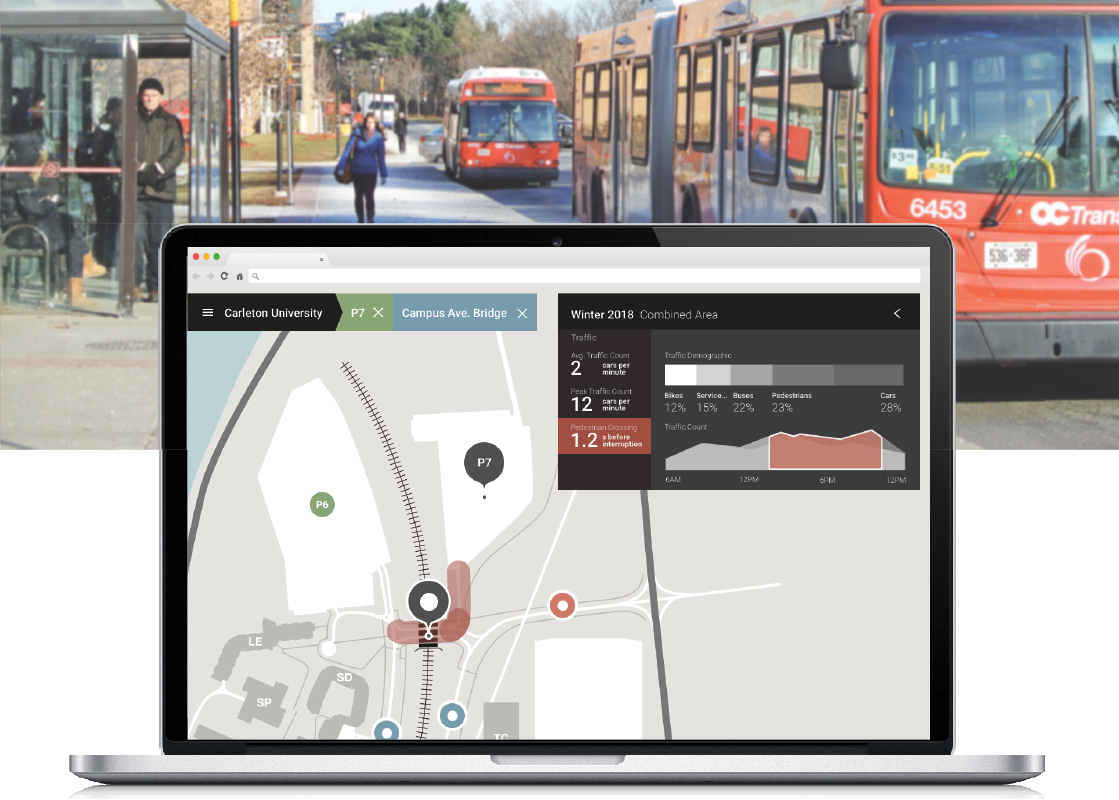 $3.45
51
6453
OC Trans
536·38F
Carleton University
P7
Campus Ave. Bridge
Winter 2018 Combined Area
Traffic
Avg. Traffic Count
2 cars per minute
Peak Traffic Count
12 cars per minute
Pedestrian Crossing
1.2 s before interruption
Traffic Demographic
Bikes Service... Buses Pedestrians Cars
12% 15% 22% 23% 28%
Traffic Count
6AM 12PM 6PM 12PM
P7
P6
LE
SD
SP
TC